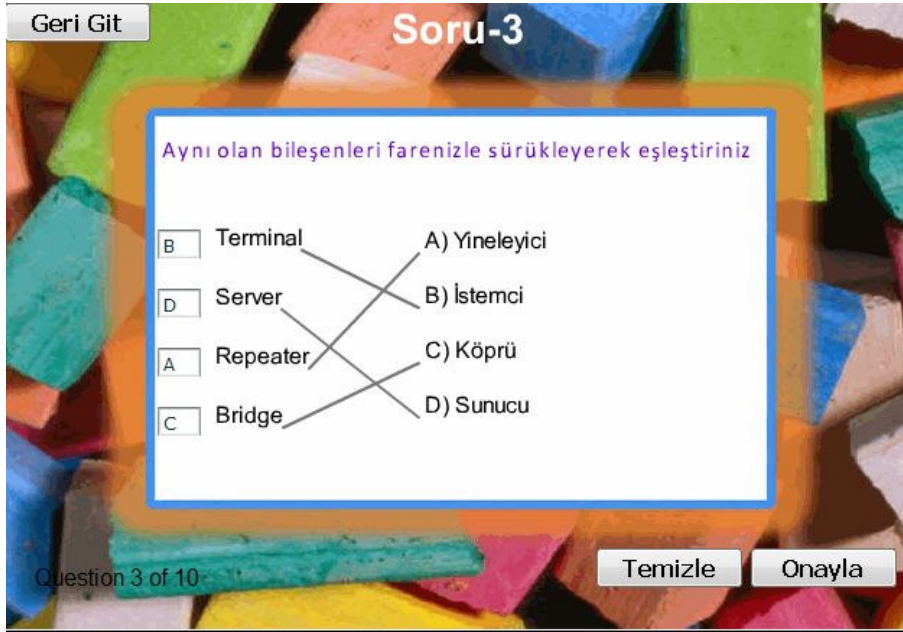 Geri Git
Soru-3
Aynı olan bileşenleri farenizle sürükleyerek eşleştiriniz
B Terminal A) Yineleyici
D Server B) İstemci
A Repeater C) Köprü
C Bridge D) Sunucu
Question 3 of 10
Temizle Onayla